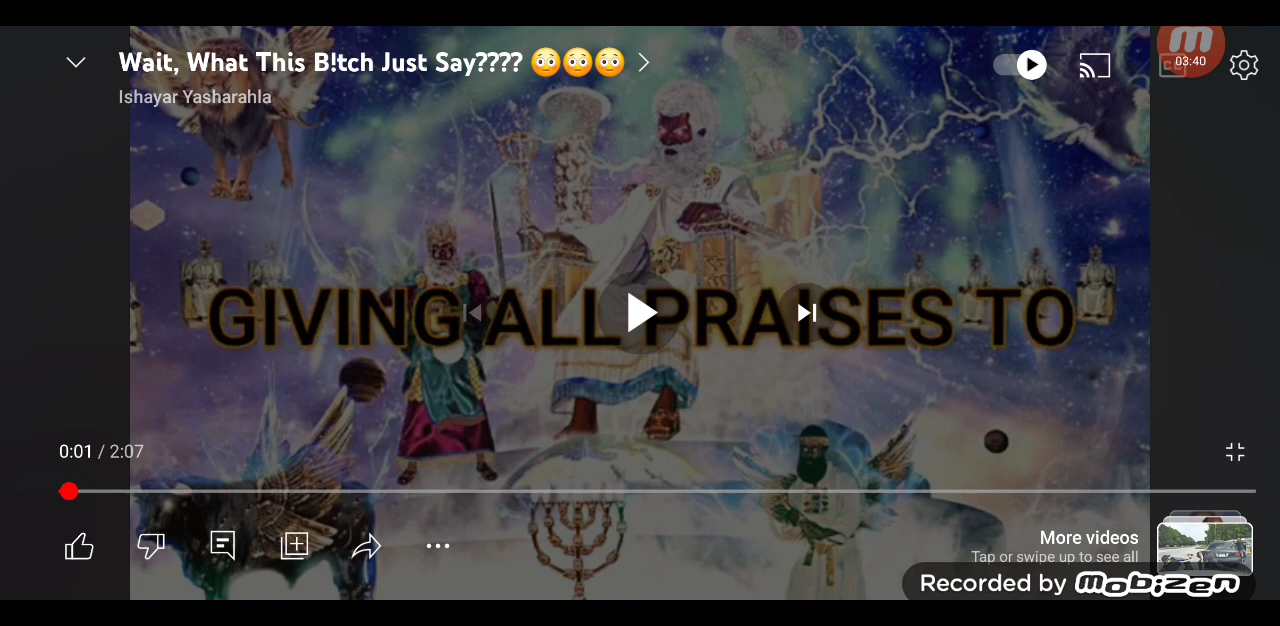 Wait, What This B!tch Just Say???? 😳😳😳
Ishayar Yasharahla
03:40
GIVING ALL PRAISES TO
0:01 / 2:07
More videos
Tap or swipe up to see all
Recorded by Mobizen